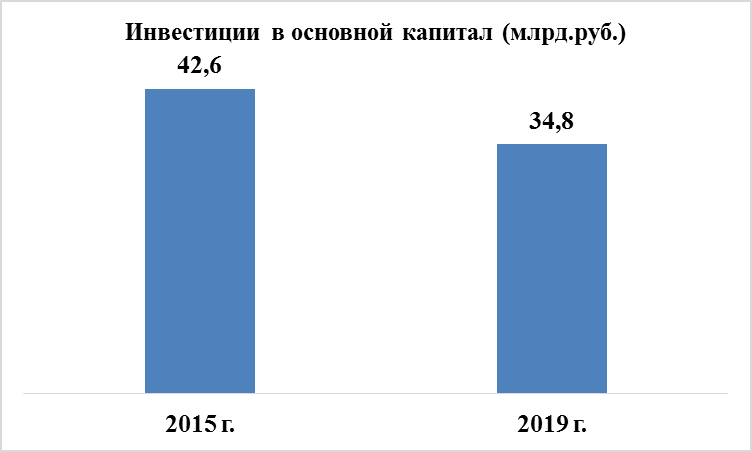 Инвестиции в основной капитал (млрд.руб.)
42,6
34,8
2015 г.
2019 г.